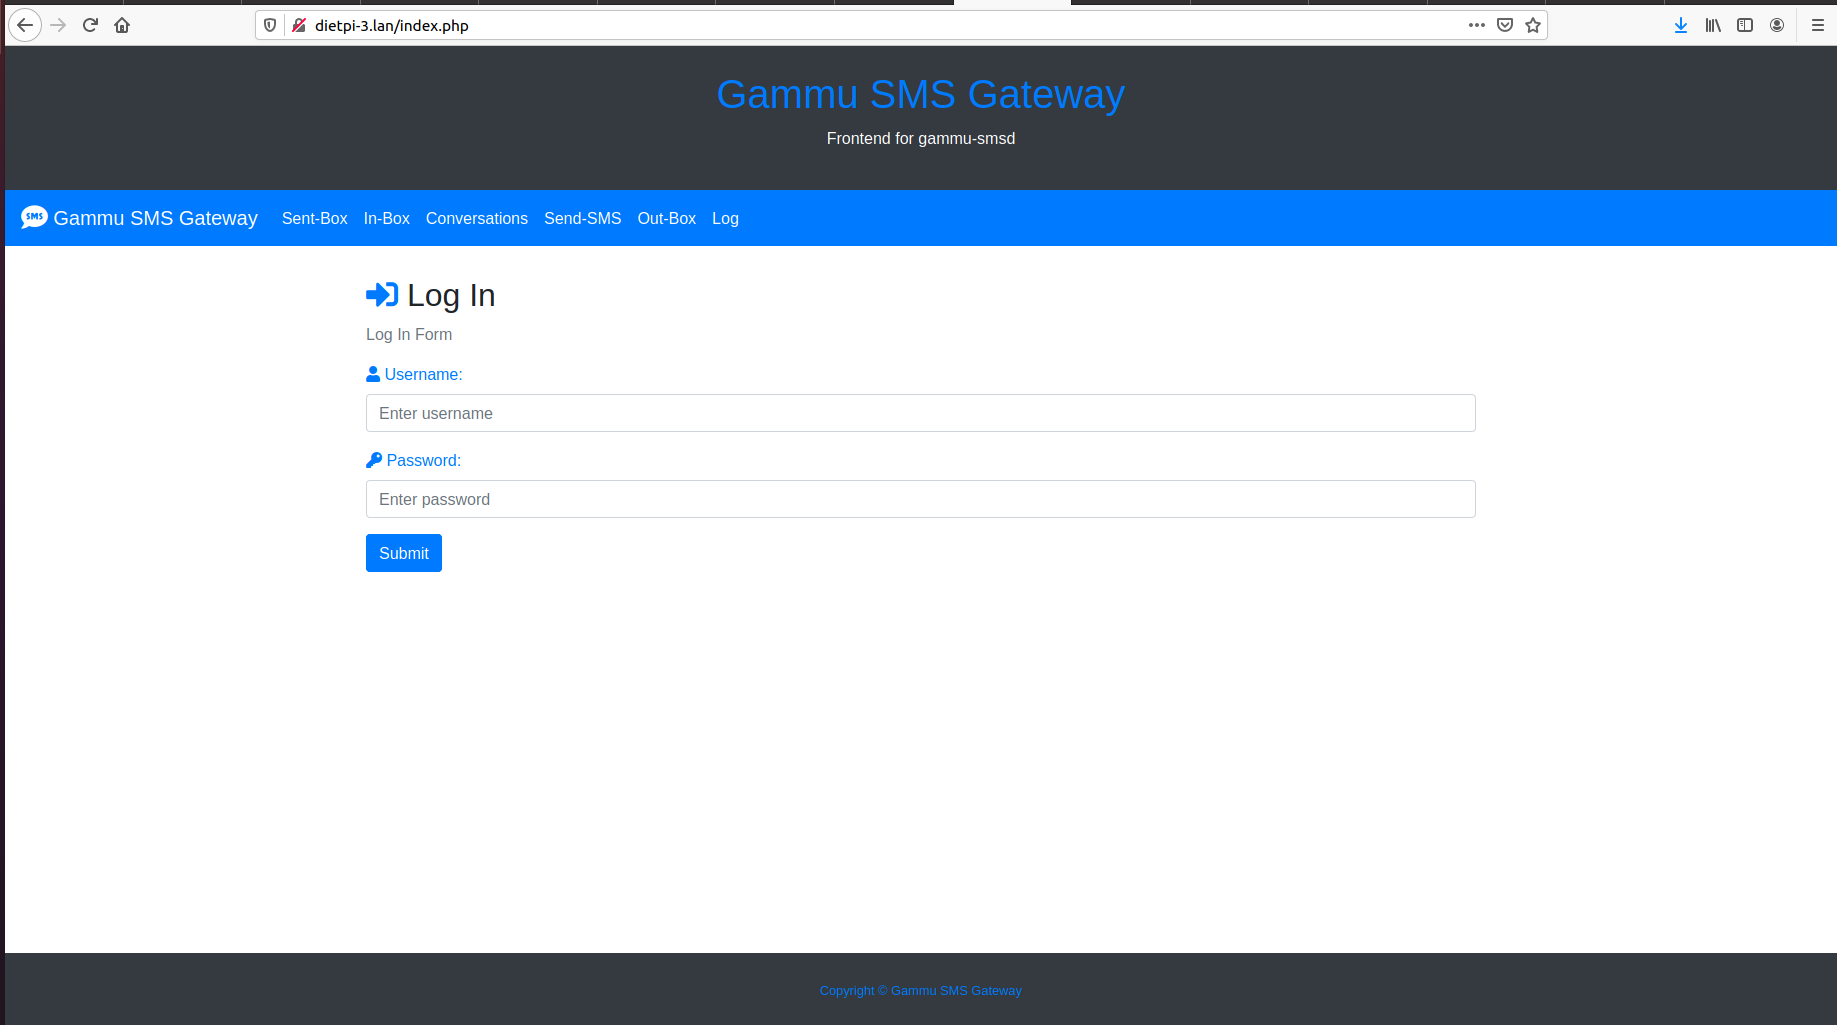 dietpi-3.lan/index.php
Gammu SMS Gateway
Frontend for gammu-smsd
SMS Gammu SMS Gateway Sent-Box In-Box Conversations Send-SMS Out-Box Log
Log In
Log In Form
Username:
Enter username
Password:
Enter password
Submit
Copyright © Gammu SMS Gateway